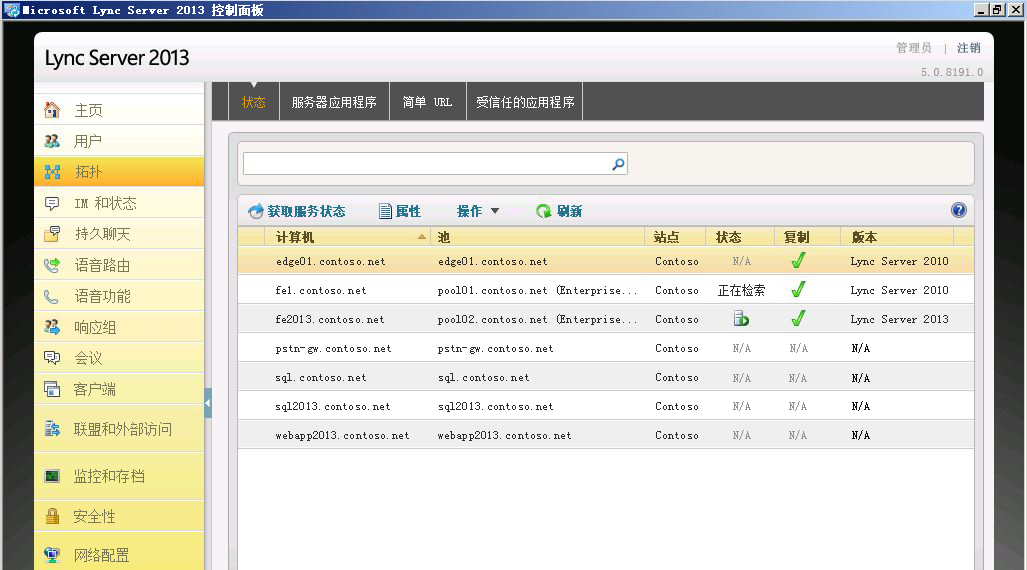 Microsoft Lync Server 2013 控制面板
Lync Server 2013
管理员 | 注销
5.0.8191.0
状态 服务器应用程序 简单 URL 受信任的应用程序
主页
用户
拓扑
IM 和状态
持久聊天
语音路由
语音功能
响应组
会议
客户端
联盟和外部访问
监控和存档
安全性
网络配置
获取服务状态 属性 操作 刷新
计算机 池 站点 状态 复制 版本
edge01.contoso.net edge01.contoso.net Contoso N/A Lync Server 2010
fe1.contoso.net pool01.contoso.net (Enterprise... Contoso 正在检索 Lync Server 2010
fe2013.contoso.net pool02.contoso.net (Enterprise... Contoso Lync Server 2013
pstn-gw.contoso.net pstn-gw.contoso.net Contoso N/A N/A N/A
sql.contoso.net sql.contoso.net Contoso N/A N/A N/A
sql2013.contoso.net sql2013.contoso.net Contoso N/A N/A N/A
webapp2013.contoso.net webapp2013.contoso.net Contoso N/A N/A N/A